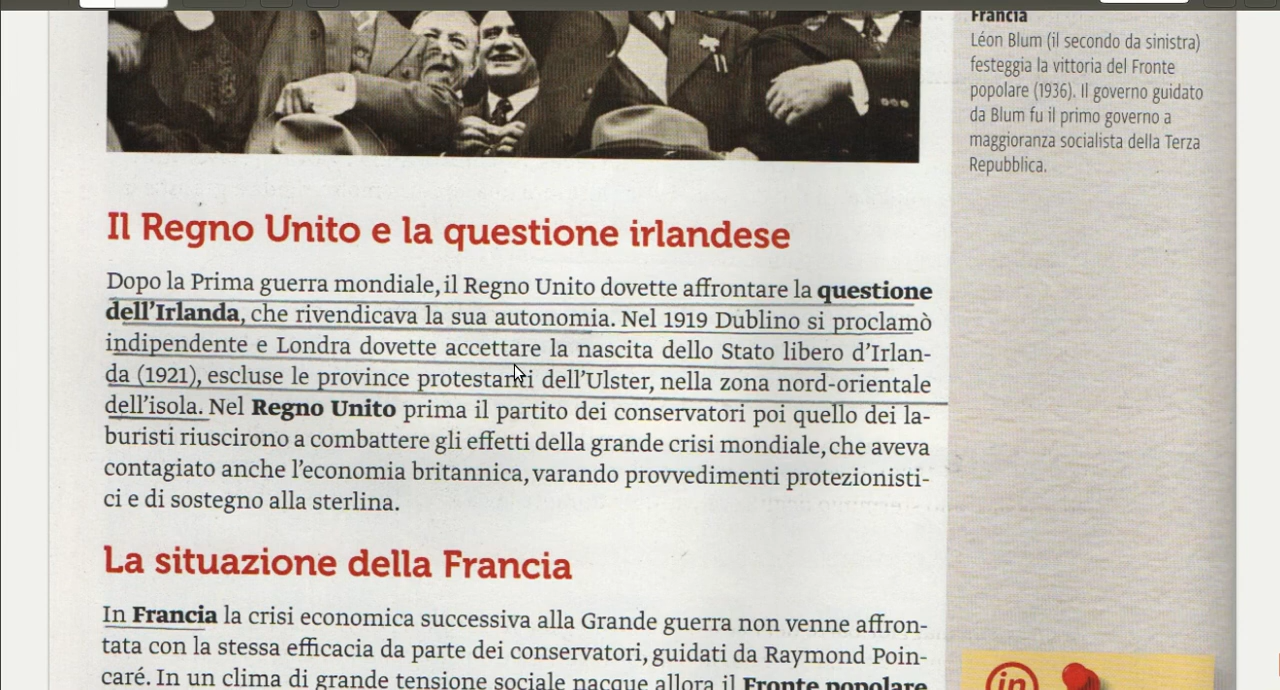 Francia
Léon Blum (il secondo da sinistra)
festeggia la vittoria del Fronte
popolare (1936). Il governo guidato
da Blum fu il primo governo a
maggioranza socialista della Terza
Repubblica.
Il Regno Unito e la questione irlandese
Dopo la Prima guerra mondiale, il Regno Unito dovette affrontare la questione
dell'Irlanda, che rivendicava la sua autonomia. Nel 1919 Dublino si proclamò
indipendente e Londra dovette accettare la nascita dello Stato libero d'Irlan-
da (1921), escluse le province protestanti dell'Ulster, nella zona nord-orientale
dell'isola. Nel Regno Unito prima il partito dei conservatori poi quello dei la-
buristi riuscirono a combattere gli effetti della grande crisi mondiale, che aveva
contagiato anche l'economia britannica, varando provvedimenti protezionisti-
ci e di sostegno alla sterlina.
La situazione della Francia
In Francia la crisi economica successiva alla Grande guerra non venne affron-
tata con la stessa efficacia da parte dei conservatori, guidati da Raymond Poin-
caré. In un clima di grande tensione sociale nacque allora il Fronte popolare
in